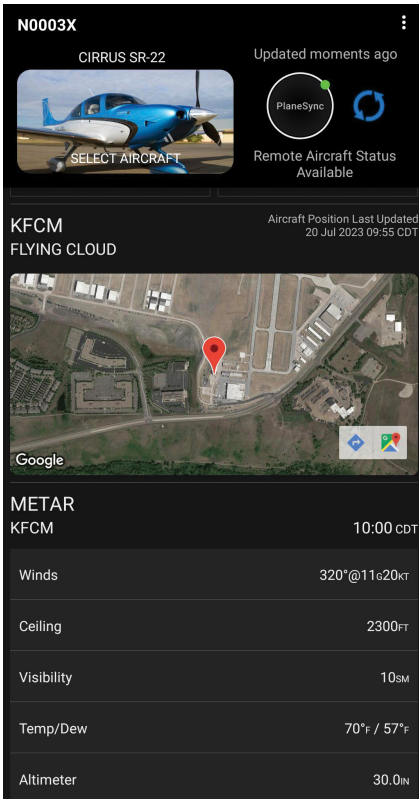 N0003X
CIRRUS SR-22
SELECT AIRCRAFT
Updated moments ago
PlaneSync
Remote Aircraft Status
Available
KFCM
FLYING CLOUD
Aircraft Position Last Updated
20 Jul 2023 09:55 CDT
Google
METAR
KFCM 10:00 CDT
Winds 320°@11G20KT
Ceiling 2300FT
Visibility 10SM
Temp/Dew 70°F / 57°F
Altimeter 30.0IN